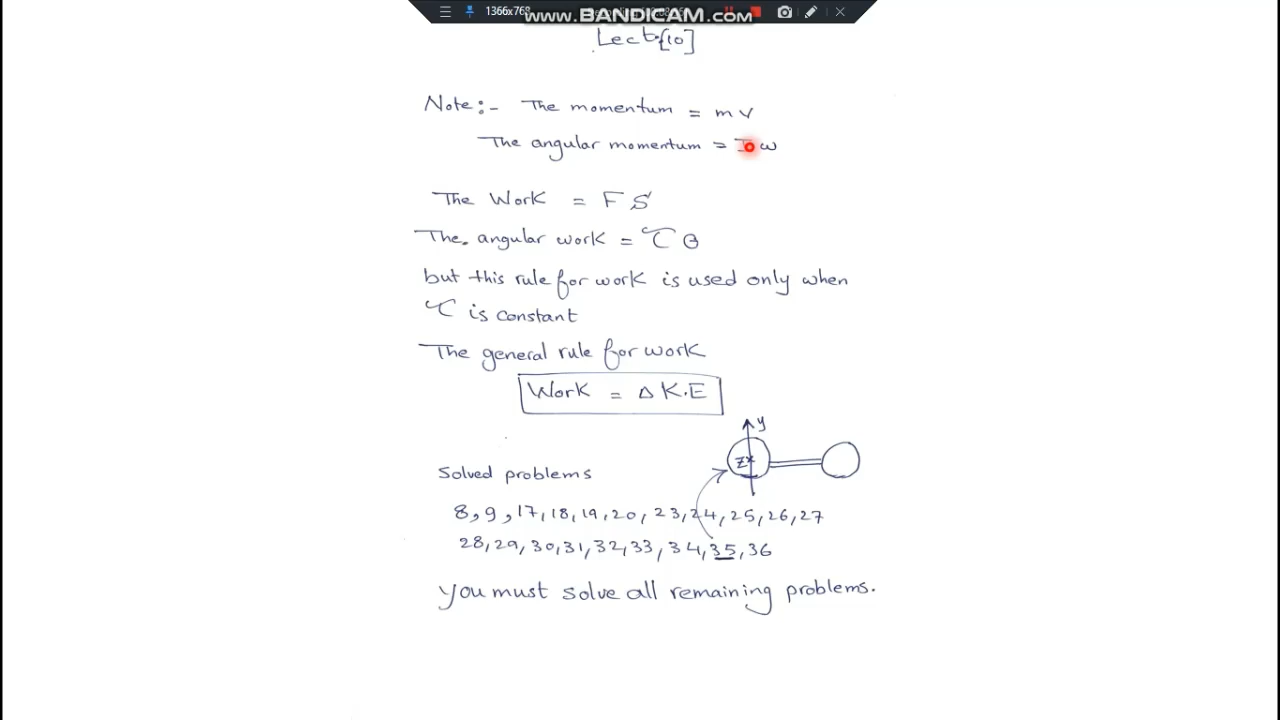 1366x768
www.BANDICAM.com
Lect.[10]
Note:- The momentum = m v
The angular momentum = I ω
The Work = F S
The angular work = τ θ
but this rule for work is used only when
τ is constant
The general rule for work
Work = Δ K.E
y
zx
Solved problems
8, 9, 17, 18, 19, 20, 23, 24, 25, 26, 27
28, 29, 30, 31, 32, 33, 34, 35, 36
You must solve all remaining problems.